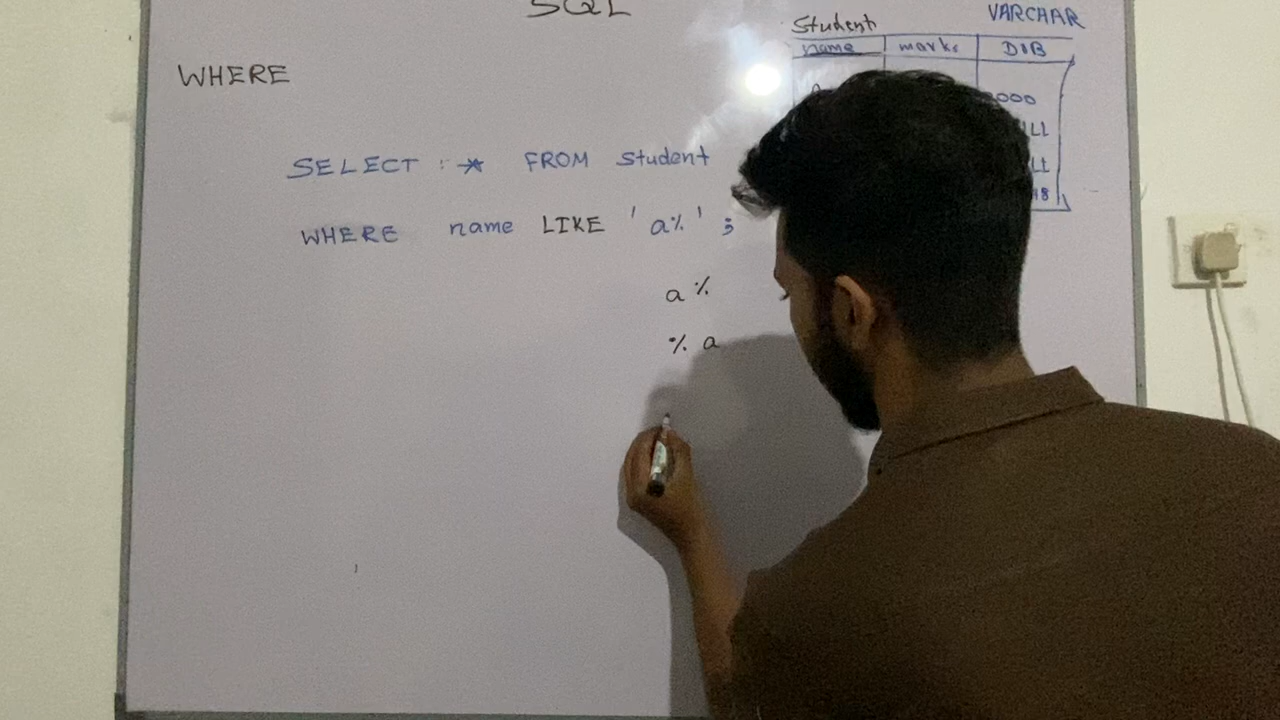 SQL
VARCHAR
Student
name marks DOB
WHERE
SELECT : * FROM Student
WHERE name LIKE 'a%' ;
a%
% a